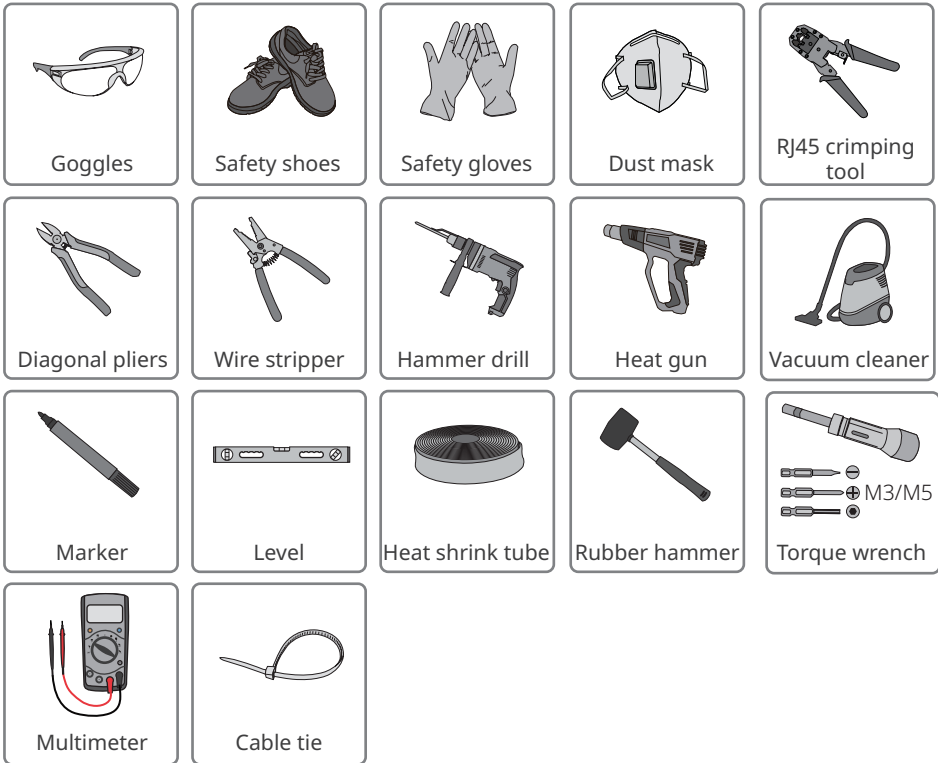 Goggles
Safety shoes
Safety gloves
Dust mask
RJ45 crimping
tool
Diagonal pliers
Wire stripper
Hammer drill
Heat gun
Vacuum cleaner
Marker
Level
Heat shrink tube
Rubber hammer
M3/M5
Torque wrench
Multimeter
Cable tie